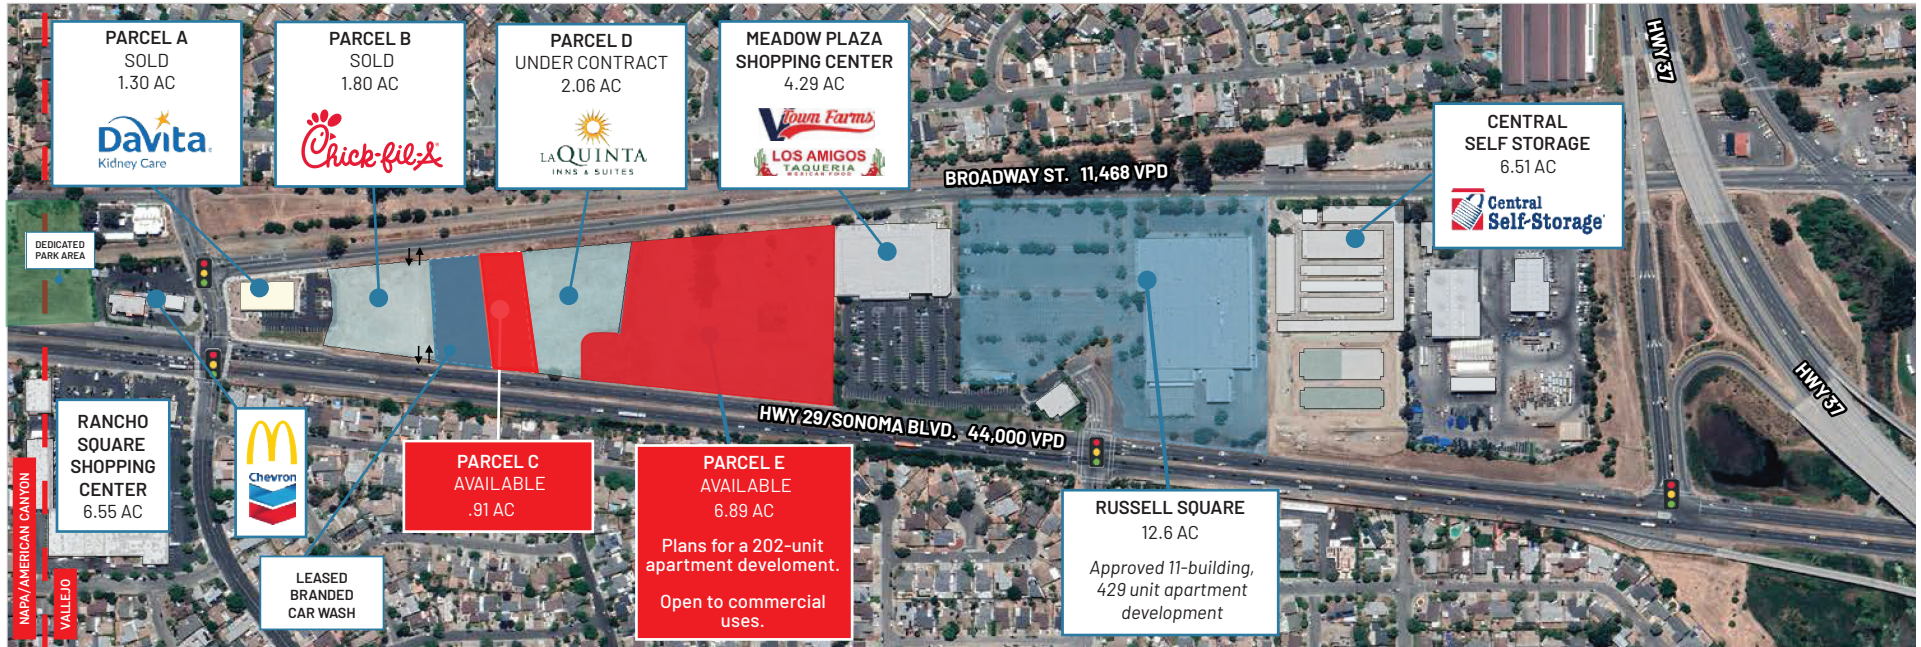 PARCEL A
SOLD
1.30 AC
DaVita
Kidney Care
PARCEL B
SOLD
1.80 AC
Chick-fil-A
PARCEL D
UNDER CONTRACT
2.06 AC
LAQUINTA
INNS & SUITES
MEADOW PLAZA
SHOPPING CENTER
4.29 AC
VTown Farms
LOS AMIGOS
TAQUERIA
MEXICAN FOOD
CENTRAL
SELF STORAGE
6.51 AC
Central
Self-Storage
HWY 37
BROADWAY ST. 11,468 VPD
DEDICATED
PARK AREA
HWY 37
HWY 29/SONOMA BLVD. 44,000 VPD
RANCHO
SQUARE
SHOPPING
CENTER
6.55 AC
Chevron
LEASED
BRANDED
CAR WASH
PARCEL C
AVAILABLE
.91 AC
PARCEL E
AVAILABLE
6.89 AC
Plans for a 202-unit
apartment develoment.
Open to commercial
uses.
RUSSELL SQUARE
12.6 AC
Approved 11-building,
429 unit apartment
development
NAPA/AMERICAN CANYON
VALLEJO